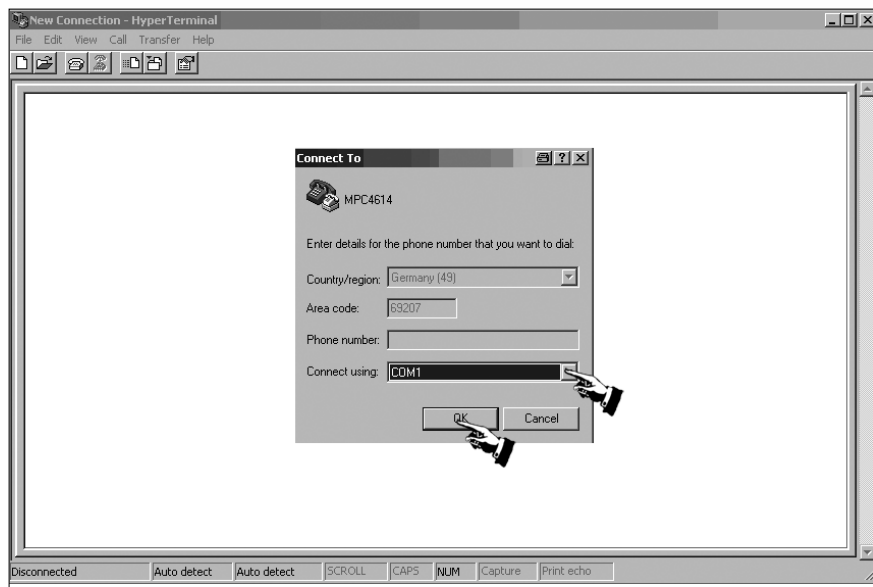 New Connection - HyperTerminal
File Edit View Call Transfer Help
Connect To
MPC4614
Enter details for the phone number that you want to dial:
Country/region: Germany (49)
Area code: 69207
Phone number:
Connect using: COM1
OK Cancel
Disconnected Auto detect Auto detect SCROLL CAPS NUM Capture Print echo